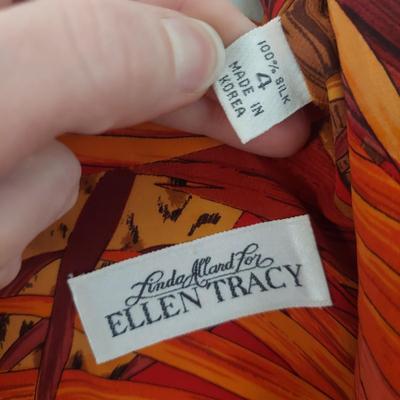 100% SILK
4
MADE IN
KOREA
Linda Allard for
ELLEN TRACY